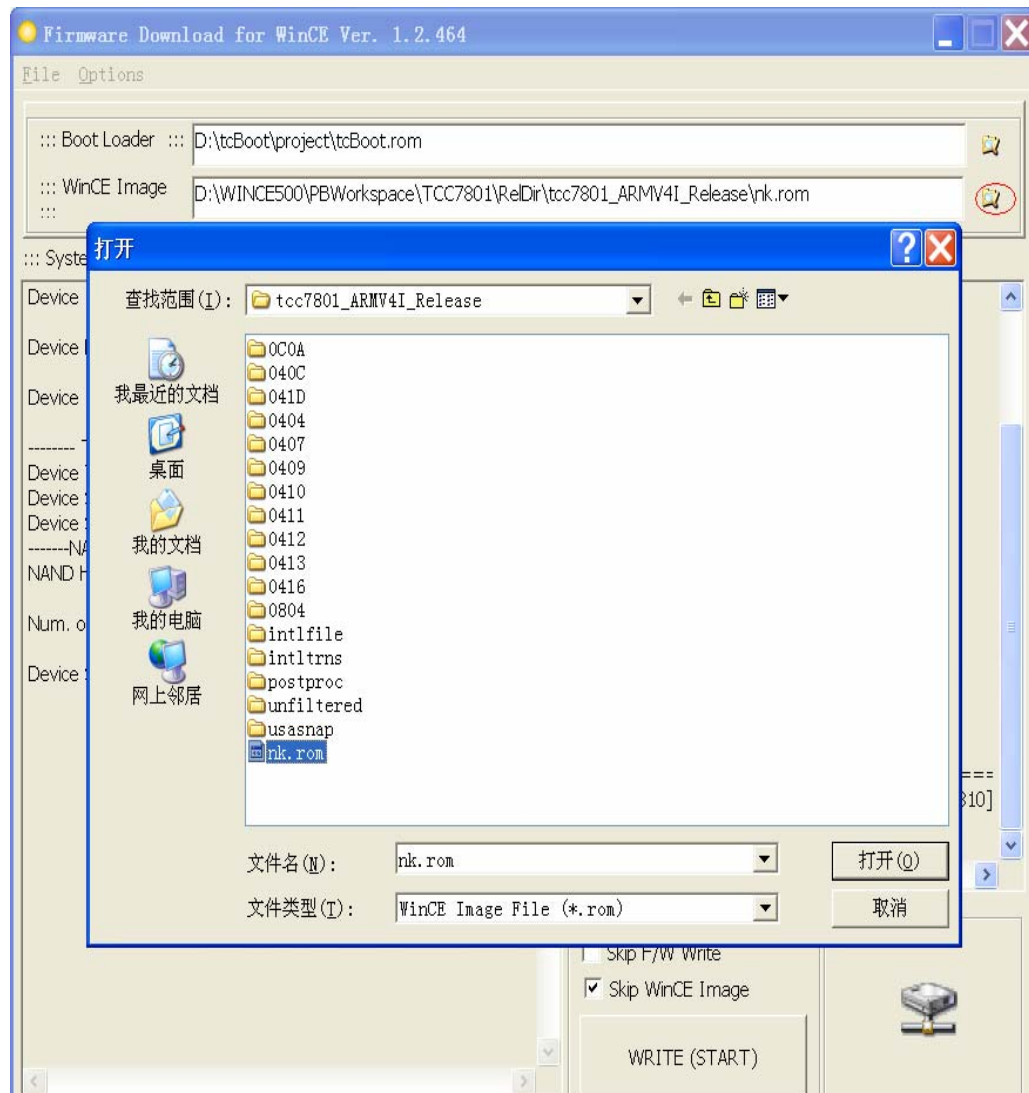 Firmware Download for WinCE Ver. 1.2.464
File Options
::: Boot Loader ::: D:\tcBoot\project\tcBoot.rom
::: WinCE Image ::: D:\WINCE500\PBWorkspace\TCC7801\RelDir\tcc7801_ARMV4I_Release\nk.rom
::: Syste
打开
查找范围(I): tcc7801_ARMV4I_Release
Device
Device
Device
Device
Device
Device
-------NA
NAND H
Num. o
Device
我最近的文档
桌面
我的文档
我的电脑
网上邻居
0C0A
040C
041D
0404
0407
0409
0410
0411
0412
0413
0416
0804
intlfile
intltrns
postproc
unfiltered
usasnap
nk.rom
===
310]
文件名(N): nk.rom 打开(O)
文件类型(T): WinCE Image File (*.rom) 取消
Skip F/W Write
Skip WinCE Image
WRITE (START)